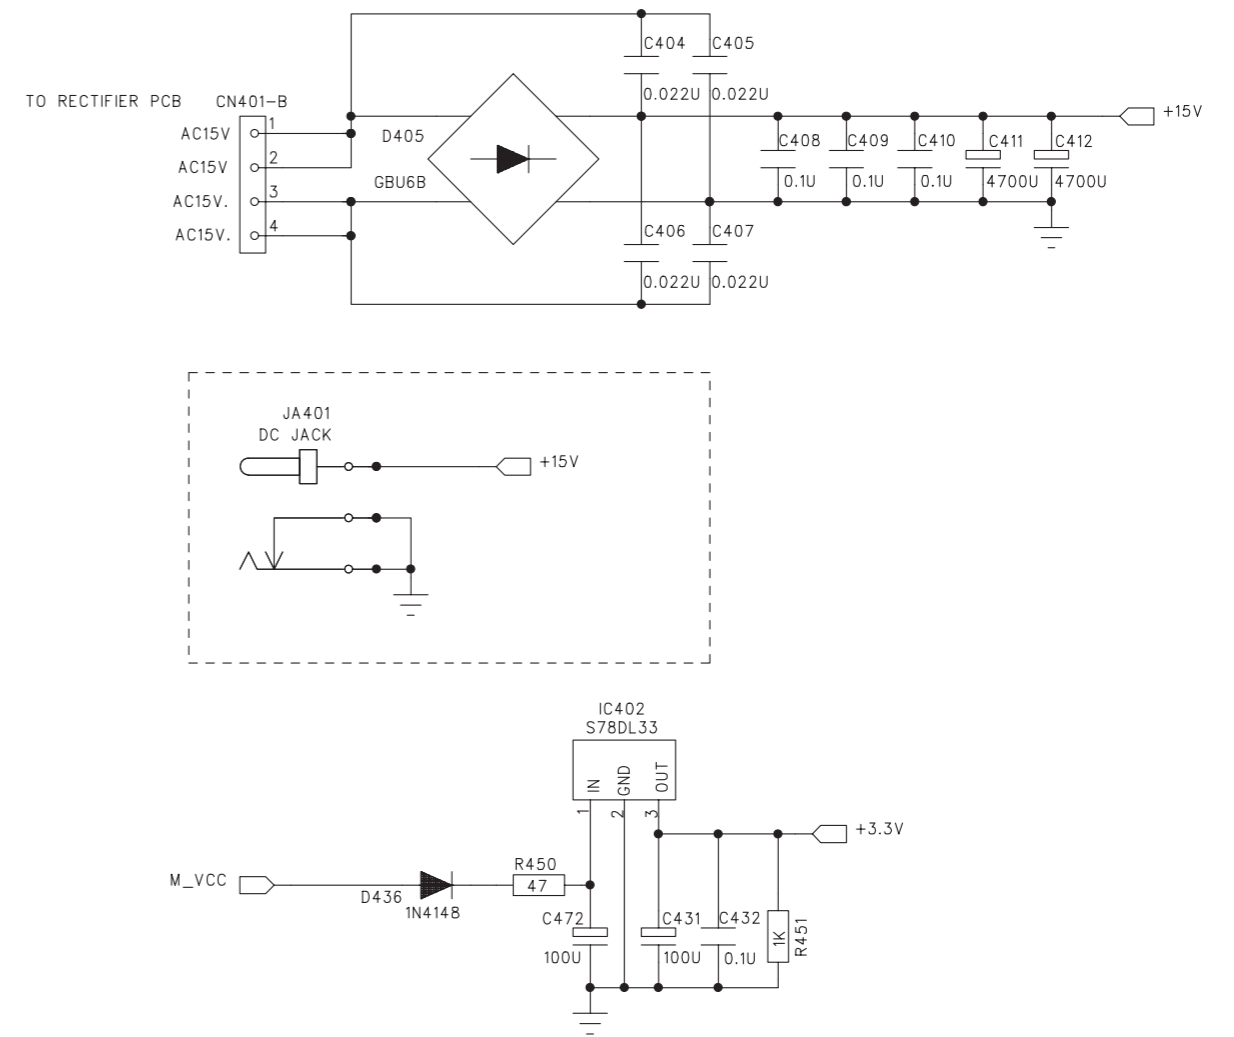 C404 C405
0.022U 0.022U
TO RECTIFIER PCB CN401-B
+15V
AC15V 1
D405
C408 C409 C410 C411 C412
AC15V 2
GBU6B
0.1U 0.1U 0.1U 4700U 4700U
AC15V. 3
AC15V. 4
C406 C407
0.022U 0.022U
JA401
DC JACK
+15V
IC402
S78DL33
IN GND OUT
1 2 3
+3.3V
R450
M_VCC
47
D436
1N4148
C472 C431 C432
1K R451
100U 100U 0.1U